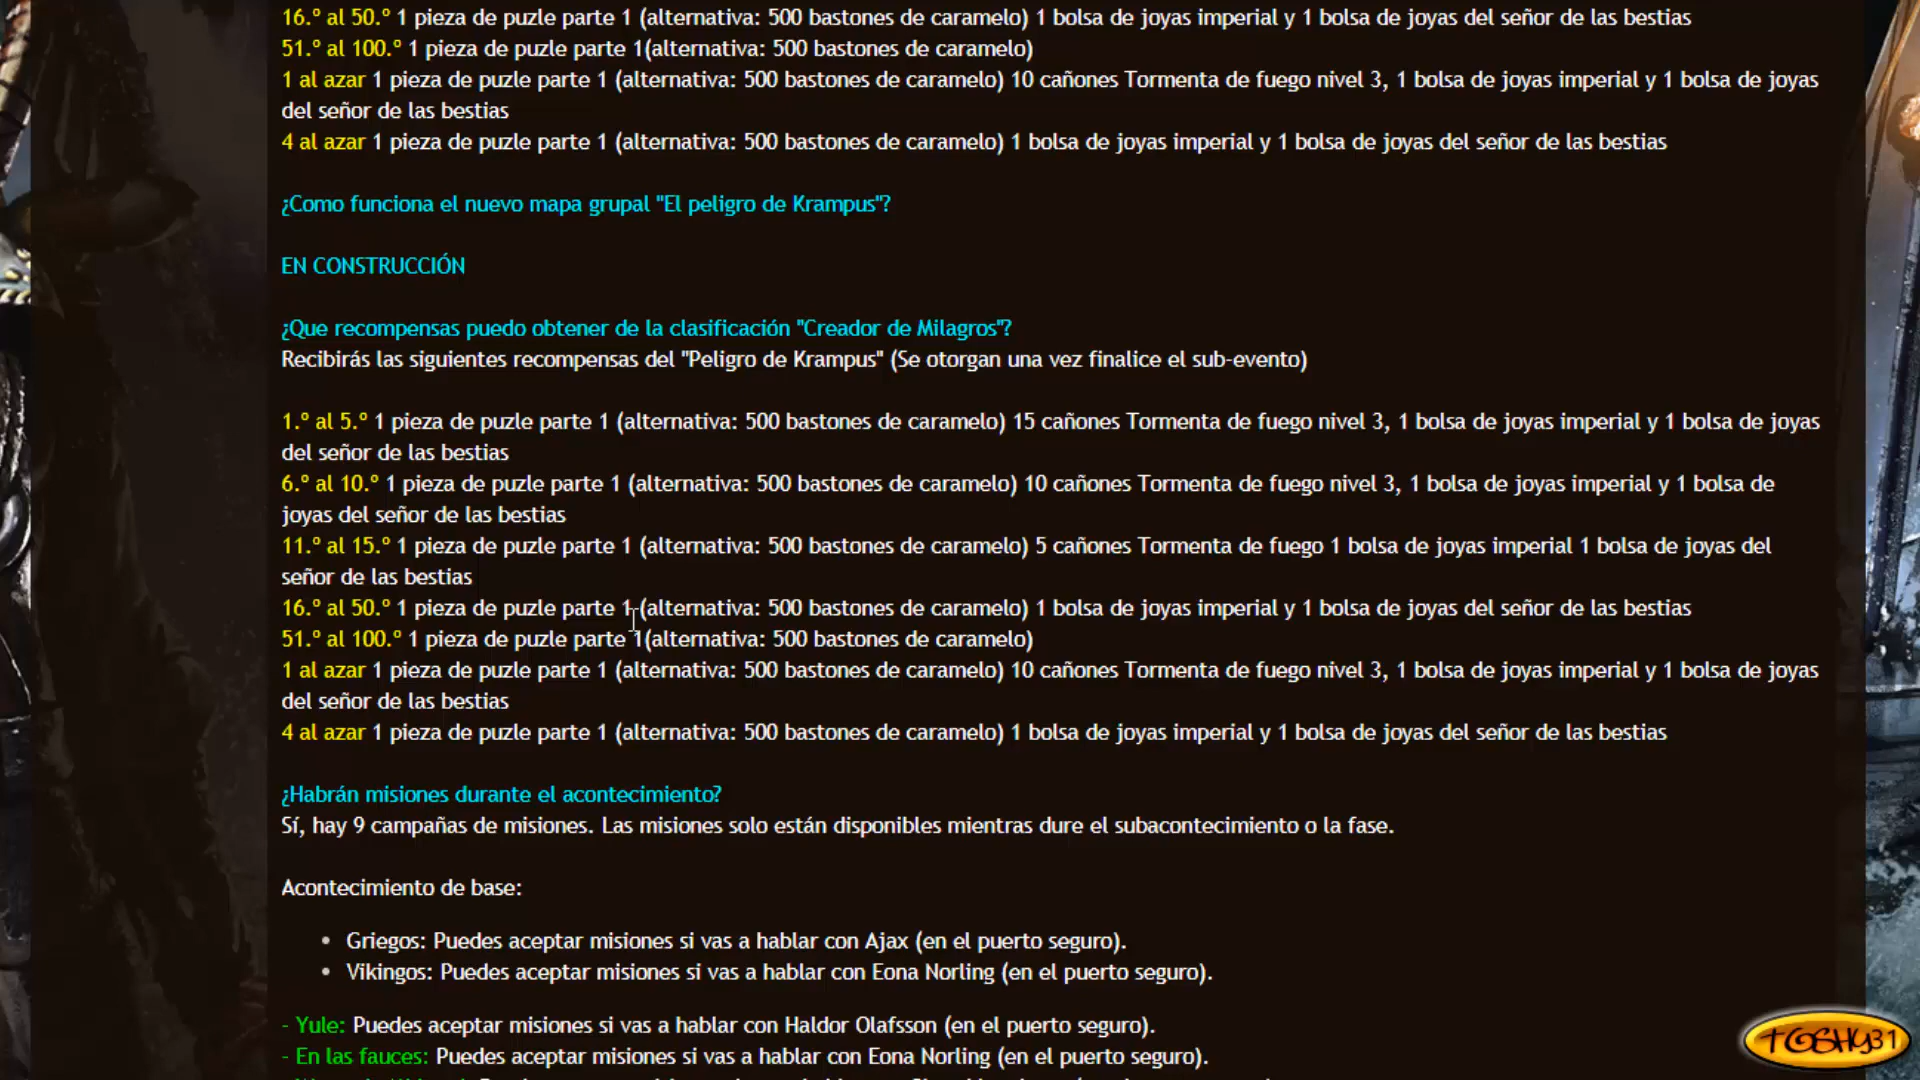 16.º al 50.º 1 pieza de puzle parte 1 (alternativa: 500 bastones de caramelo) 1 bolsa de joyas imperial y 1 bolsa de joyas del señor de las bestias
51.º al 100.º 1 pieza de puzle parte 1(alternativa: 500 bastones de caramelo)
1 al azar 1 pieza de puzle parte 1 (alternativa: 500 bastones de caramelo) 10 cañones Tormenta de fuego nivel 3, 1 bolsa de joyas imperial y 1 bolsa de joyas
del señor de las bestias
4 al azar 1 pieza de puzle parte 1 (alternativa: 500 bastones de caramelo) 1 bolsa de joyas imperial y 1 bolsa de joyas del señor de las bestias
¿Como funciona el nuevo mapa grupal "El peligro de Krampus"?
EN CONSTRUCCIÓN
¿Que recompensas puedo obtener de la clasificación "Creador de Milagros"?
Recibirás las siguientes recompensas del "Peligro de Krampus" (Se otorgan una vez finalice el sub-evento)
1.º al 5.º 1 pieza de puzle parte 1 (alternativa: 500 bastones de caramelo) 15 cañones Tormenta de fuego nivel 3, 1 bolsa de joyas imperial y 1 bolsa de joyas
del señor de las bestias
6.º al 10.º 1 pieza de puzle parte 1 (alternativa: 500 bastones de caramelo) 10 cañones Tormenta de fuego nivel 3, 1 bolsa de joyas imperial y 1 bolsa de
joyas del señor de las bestias
11.º al 15.º 1 pieza de puzle parte 1 (alternativa: 500 bastones de caramelo) 5 cañones Tormenta de fuego 1 bolsa de joyas imperial 1 bolsa de joyas del
señor de las bestias
16.º al 50.º 1 pieza de puzle parte 1 (alternativa: 500 bastones de caramelo) 1 bolsa de joyas imperial y 1 bolsa de joyas del señor de las bestias
51.º al 100.º 1 pieza de puzle parte 1(alternativa: 500 bastones de caramelo)
1 al azar 1 pieza de puzle parte 1 (alternativa: 500 bastones de caramelo) 10 cañones Tormenta de fuego nivel 3, 1 bolsa de joyas imperial y 1 bolsa de joyas
del señor de las bestias
4 al azar 1 pieza de puzle parte 1 (alternativa: 500 bastones de caramelo) 1 bolsa de joyas imperial y 1 bolsa de joyas del señor de las bestias
¿Habrán misiones durante el acontecimiento?
Sí, hay 9 campañas de misiones. Las misiones solo están disponibles mientras dure el subacontecimiento o la fase.
Acontecimiento de base:
• Griegos: Puedes aceptar misiones si vas a hablar con Ajax (en el puerto seguro).
• Vikingos: Puedes aceptar misiones si vas a hablar con Eona Norling (en el puerto seguro).
- Yule: Puedes aceptar misiones si vas a hablar con Haldor Olafsson (en el puerto seguro).
- En las fauces: Puedes aceptar misiones si vas a hablar con Eona Norling (en el puerto seguro).
TOSHY31